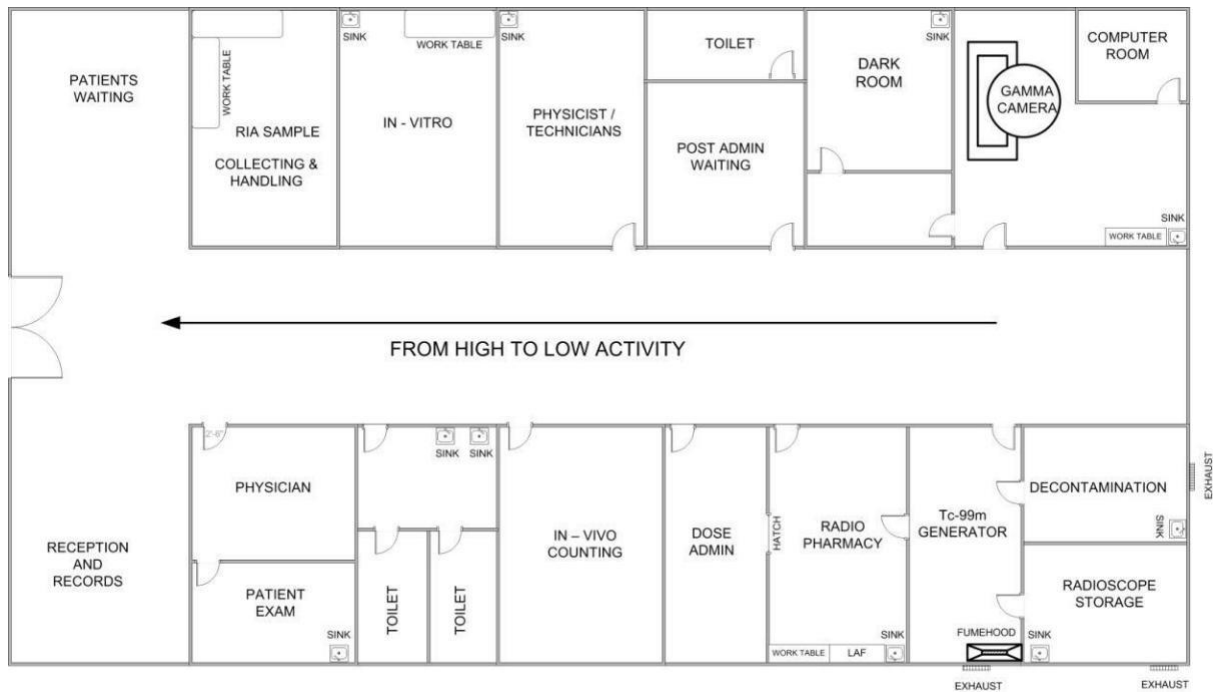 PATIENTS
WAITING
WORK TABLE
RIA SAMPLE
COLLECTING &
HANDLING
SINK
WORK TABLE
IN - VITRO
SINK
PHYSICIST /
TECHNICIANS
TOILET
POST ADMIN
WAITING
SINK
DARK
ROOM
GAMMA
CAMERA
COMPUTER
ROOM
SINK
WORK TABLE
FROM HIGH TO LOW ACTIVITY
RECEPTION
AND
RECORDS
2'-6"
PHYSICIAN
PATIENT
EXAM
SINK
SINK
SINK
TOILET
TOILET
IN – VIVO
COUNTING
DOSE
ADMIN
HATCH
RADIO
PHARMACY
WORK TABLE
LAF
SINK
Tc-99m
GENERATOR
FUMEHOOD
EXHAUST
DECONTAMINATION
SINK
EXHAUST
RADIOSCOPE
STORAGE
SINK
EXHAUST